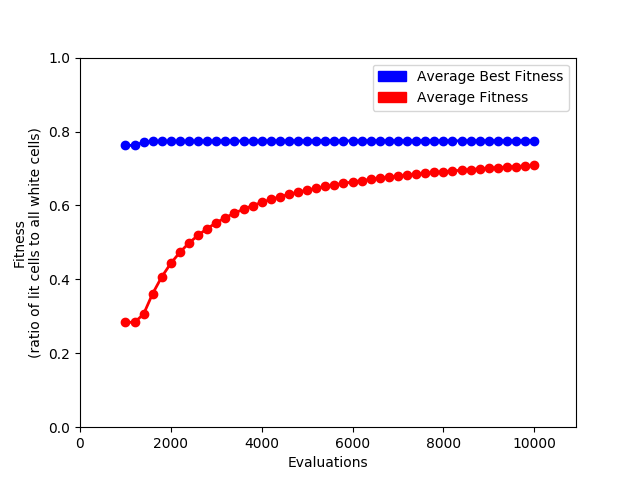 1.0
0.8
0.6
0.4
0.2
0.0
Fitness
(ratio of lit cells to all white cells)
Average Best Fitness
Average Fitness
0 2000 4000 6000 8000 10000
Evaluations